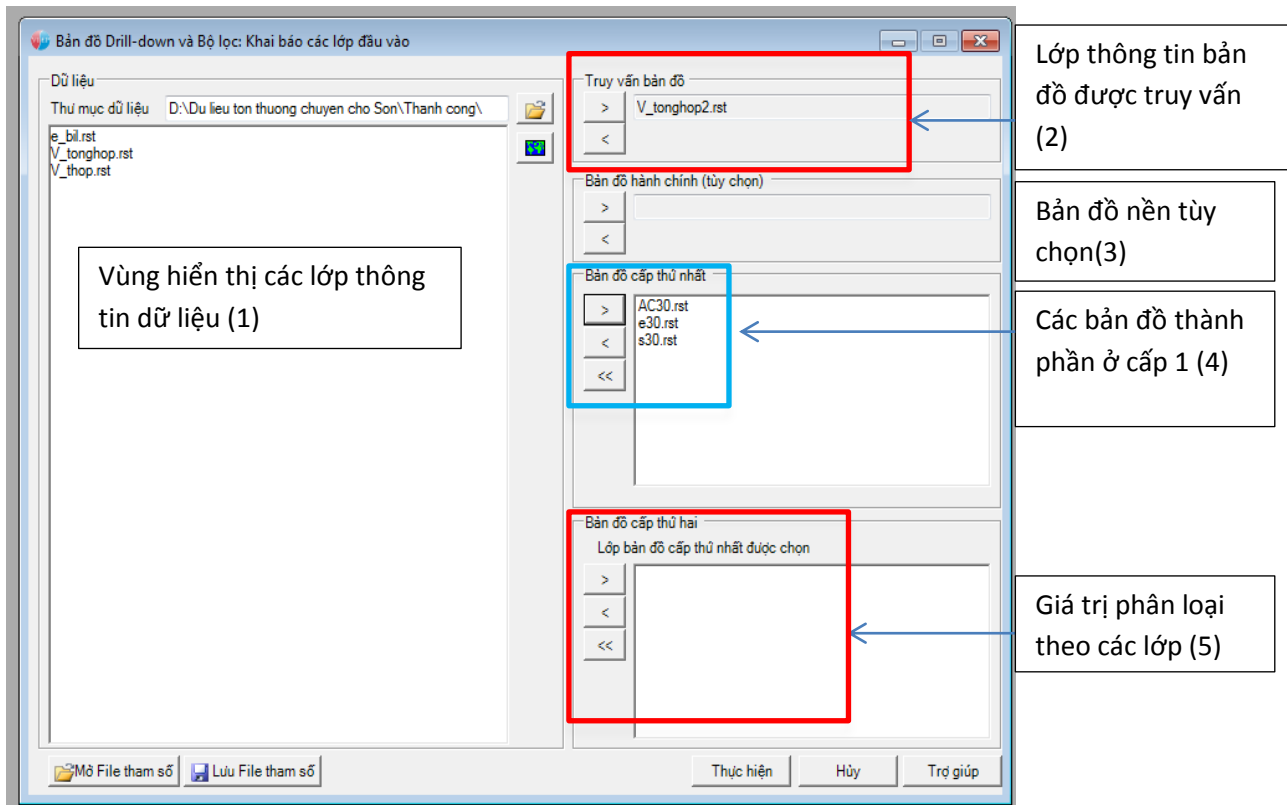 Bản đồ Drill-down và Bộ lọc: Khai báo các lớp đầu vào
Dữ liệu
Thư mục dữ liệu D:\Du lieu ton thuong chuyen cho Son\Thanh cong\
e_bil.rst
V_tonghop.rst
V_thop.rst
Vùng hiển thị các lớp thông
tin dữ liệu (1)
Truy vấn bản đồ
>
V_tonghop2.rst
<
Bản đồ hành chính (tùy chọn)
>
<
Bản đồ cấp thứ nhất
>
<
<<
AC30.rst
e30.rst
s30.rst
Bản đồ cấp thứ hai
Lớp bản đồ cấp thứ nhất được chọn
>
<
<<
Mở File tham số
Lưu File tham số
Thực hiện
Hủy
Trợ giúp
Lớp thông tin bản
đồ được truy vấn
(2)
Bản đồ nền tùy
chọn(3)
Các bản đồ thành
phần ở cấp 1 (4)
Giá trị phân loại
theo các lớp (5)